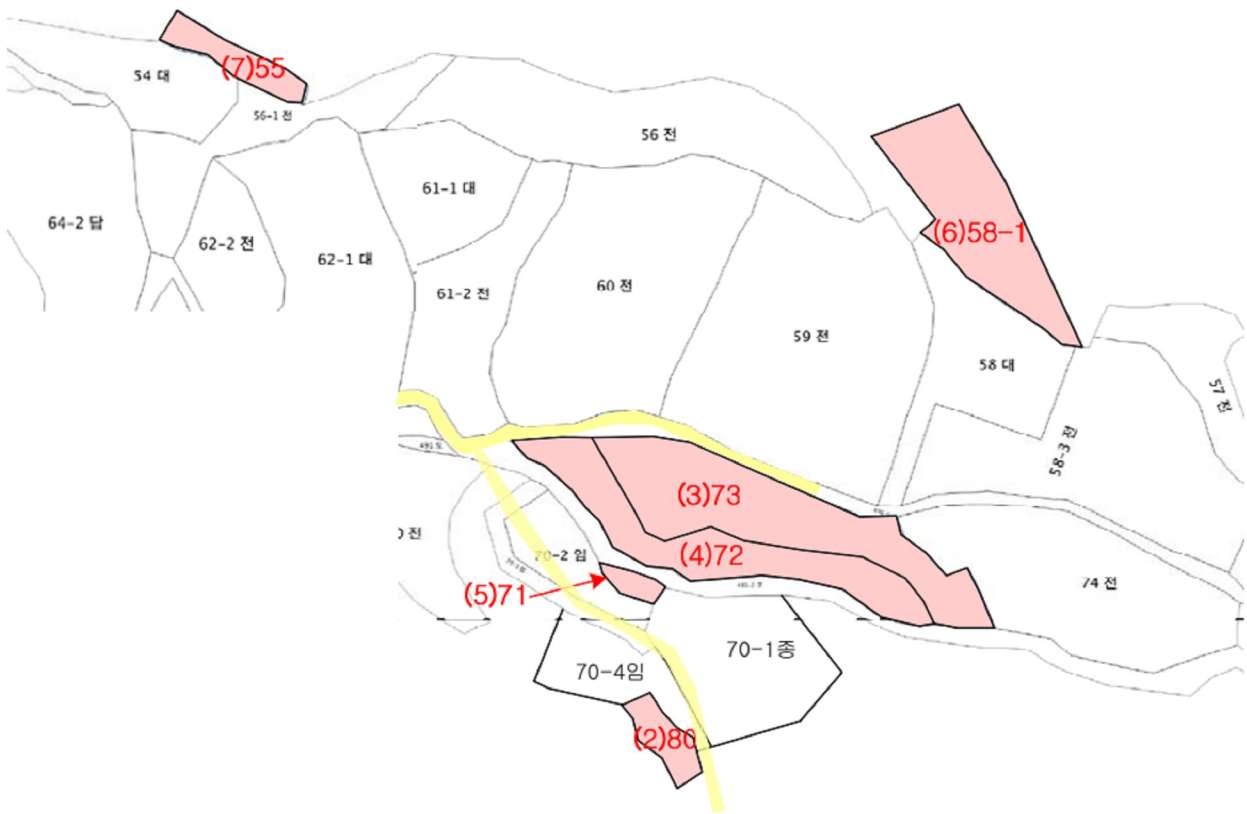 (7)55
54 대
56-1 전
56 전
61-1 대
64-2 답
62-2 전
62-1 대
(6)58-1
61-2 전
60 전
59 전
58 대
57 전
58-3 전
491 도
(3)73
0 전
70-2 임
(4)72
74 전
(5)71
70-1종
70-4임
(2)80